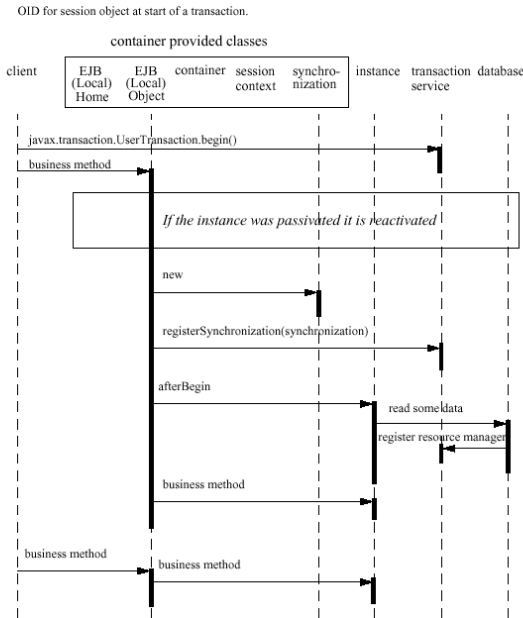 OID for session object at start of a transaction.
container provided classes
client
EJB
(Local)
Home
EJB
(Local)
Object
container
session
context
synchro-
nization
instance
transaction
service
database
javax.transaction.UserTransaction.begin()
business method
If the instance was passivated it is reactivated
new
registerSynchronization(synchronization)
afterBegin
read some data
register resource manager
business method
business method
business method